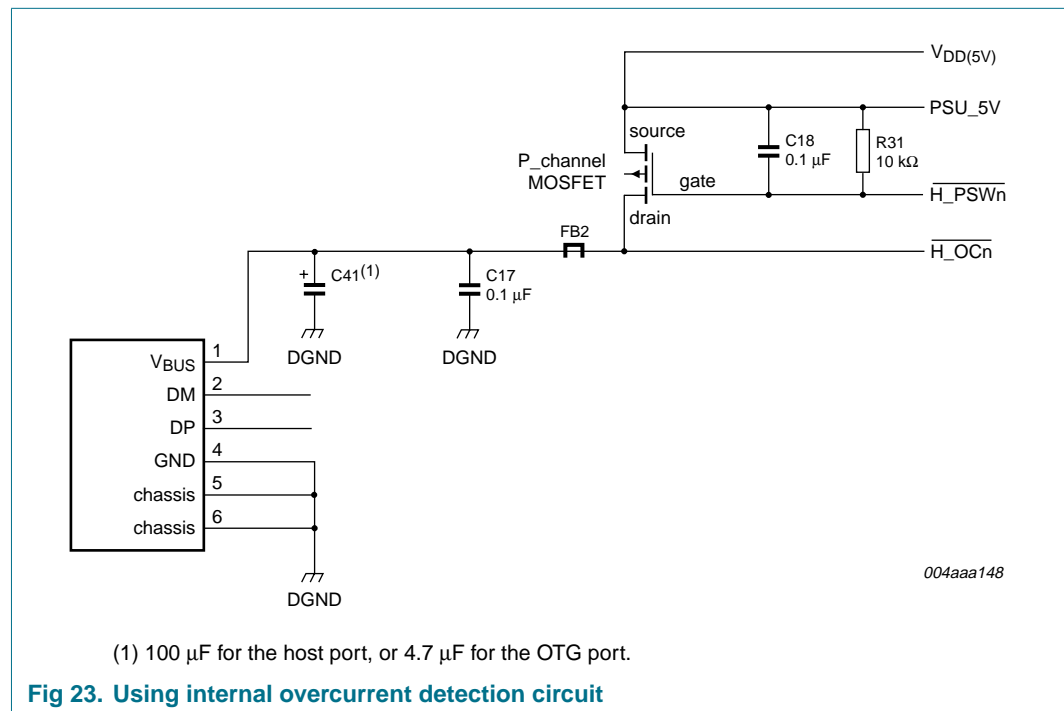 V_DD(5V)
PSU_5V
source
C18
0.1 μF
R31
10 kΩ
P_channel
MOSFET
gate
H_PSWn
drain
FB2
H_OCn
+
C41(1)
C17
0.1 μF
DGND
DGND
V_BUS
1
DM
2
DP
3
GND
4
chassis
5
chassis
6
DGND
004aaa148
(1) 100 μF for the host port, or 4.7 μF for the OTG port.
Fig 23. Using internal overcurrent detection circuit